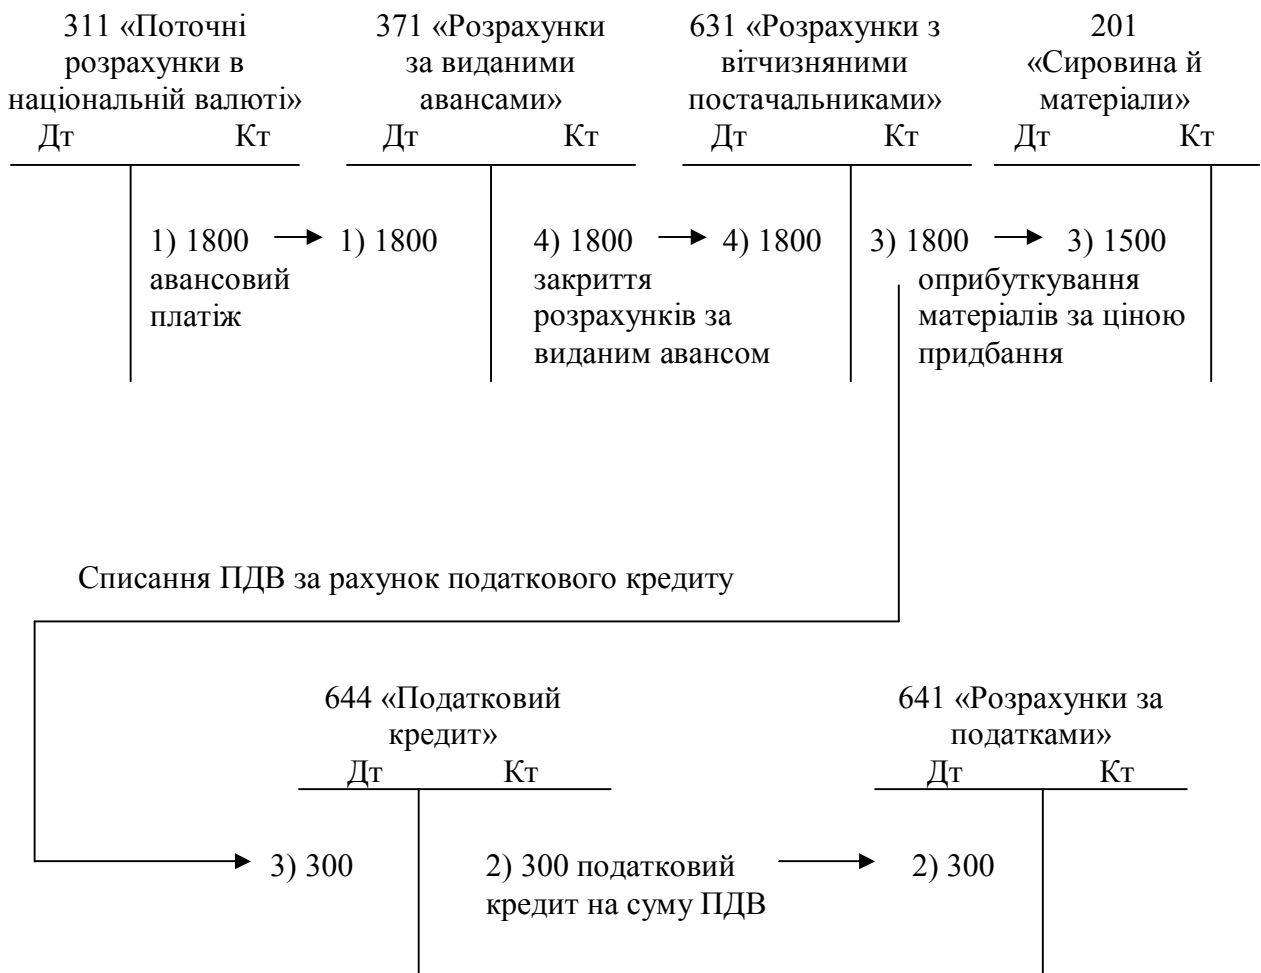 311 «Поточні
розрахунки в
національній валюті»
Дт Кт
371 «Розрахунки
за виданими
авансами»
Дт Кт
631 «Розрахунки з
вітчизняними
постачальниками»
Дт Кт
201
«Сировина й
матеріали»
Дт Кт
1) 1800
авансовий
платіж
1) 1800
4) 1800
закриття
розрахунків за
виданим авансом
4) 1800
3) 1800
3) 1500
оприбуткування
матеріалів за ціною
придбання
Списання ПДВ за рахунок податкового кредиту
644 «Податковий
кредит»
Дт Кт
641 «Розрахунки за
податками»
Дт Кт
3) 300
2) 300 податковий
кредит на суму ПДВ
2) 300